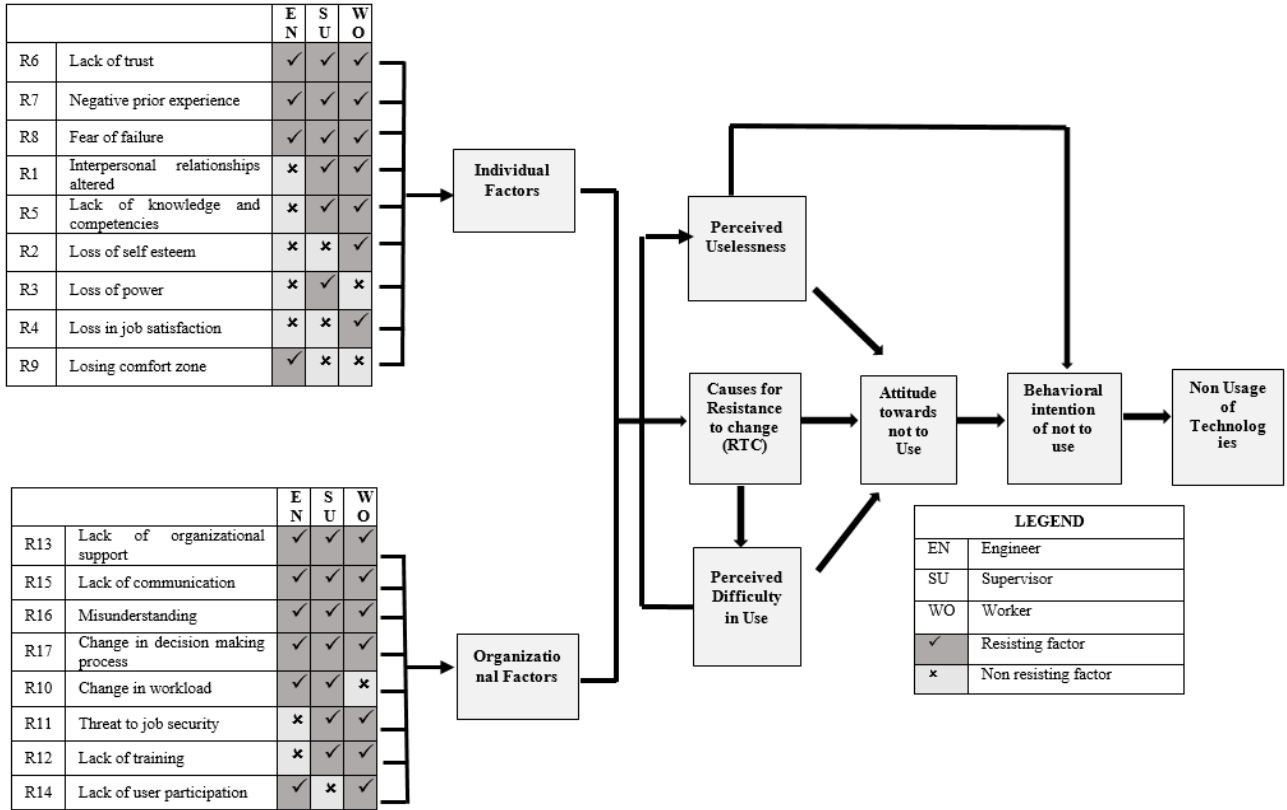 E N S U W O
R6 Lack of trust ✓ ✓ ✓
R7 Negative prior experience ✓ ✓ ✓
R8 Fear of failure ✓ ✓ ✓
R1 Interpersonal relationships altered × ✓ ✓
R5 Lack of knowledge and competencies × ✓ ✓
R2 Loss of self esteem × × ✓
R3 Loss of power × ✓ ×
R4 Loss in job satisfaction × × ✓
R9 Losing comfort zone ✓ × ×
Individual
Factors
E N S U W O
R13 Lack of organizational support ✓ ✓ ✓
R15 Lack of communication ✓ ✓ ✓
R16 Misunderstanding ✓ ✓ ✓
R17 Change in decision making process ✓ ✓ ✓
R10 Change in workload ✓ ✓ ×
R11 Threat to job security × ✓ ✓
R12 Lack of training × ✓ ✓
R14 Lack of user participation ✓ × ✓
Organizatio
nal Factors
Perceived
Uselessness
Causes for
Resistance
to change
(RTC)
Perceived
Difficulty
in Use
Attitude
towards
not to
Use
Behavioral
intention
of not to
use
Non Usage
of
Technolog
ies
LEGEND
EN Engineer
SU Supervisor
WO Worker
✓ Resisting factor
× Non resisting factor